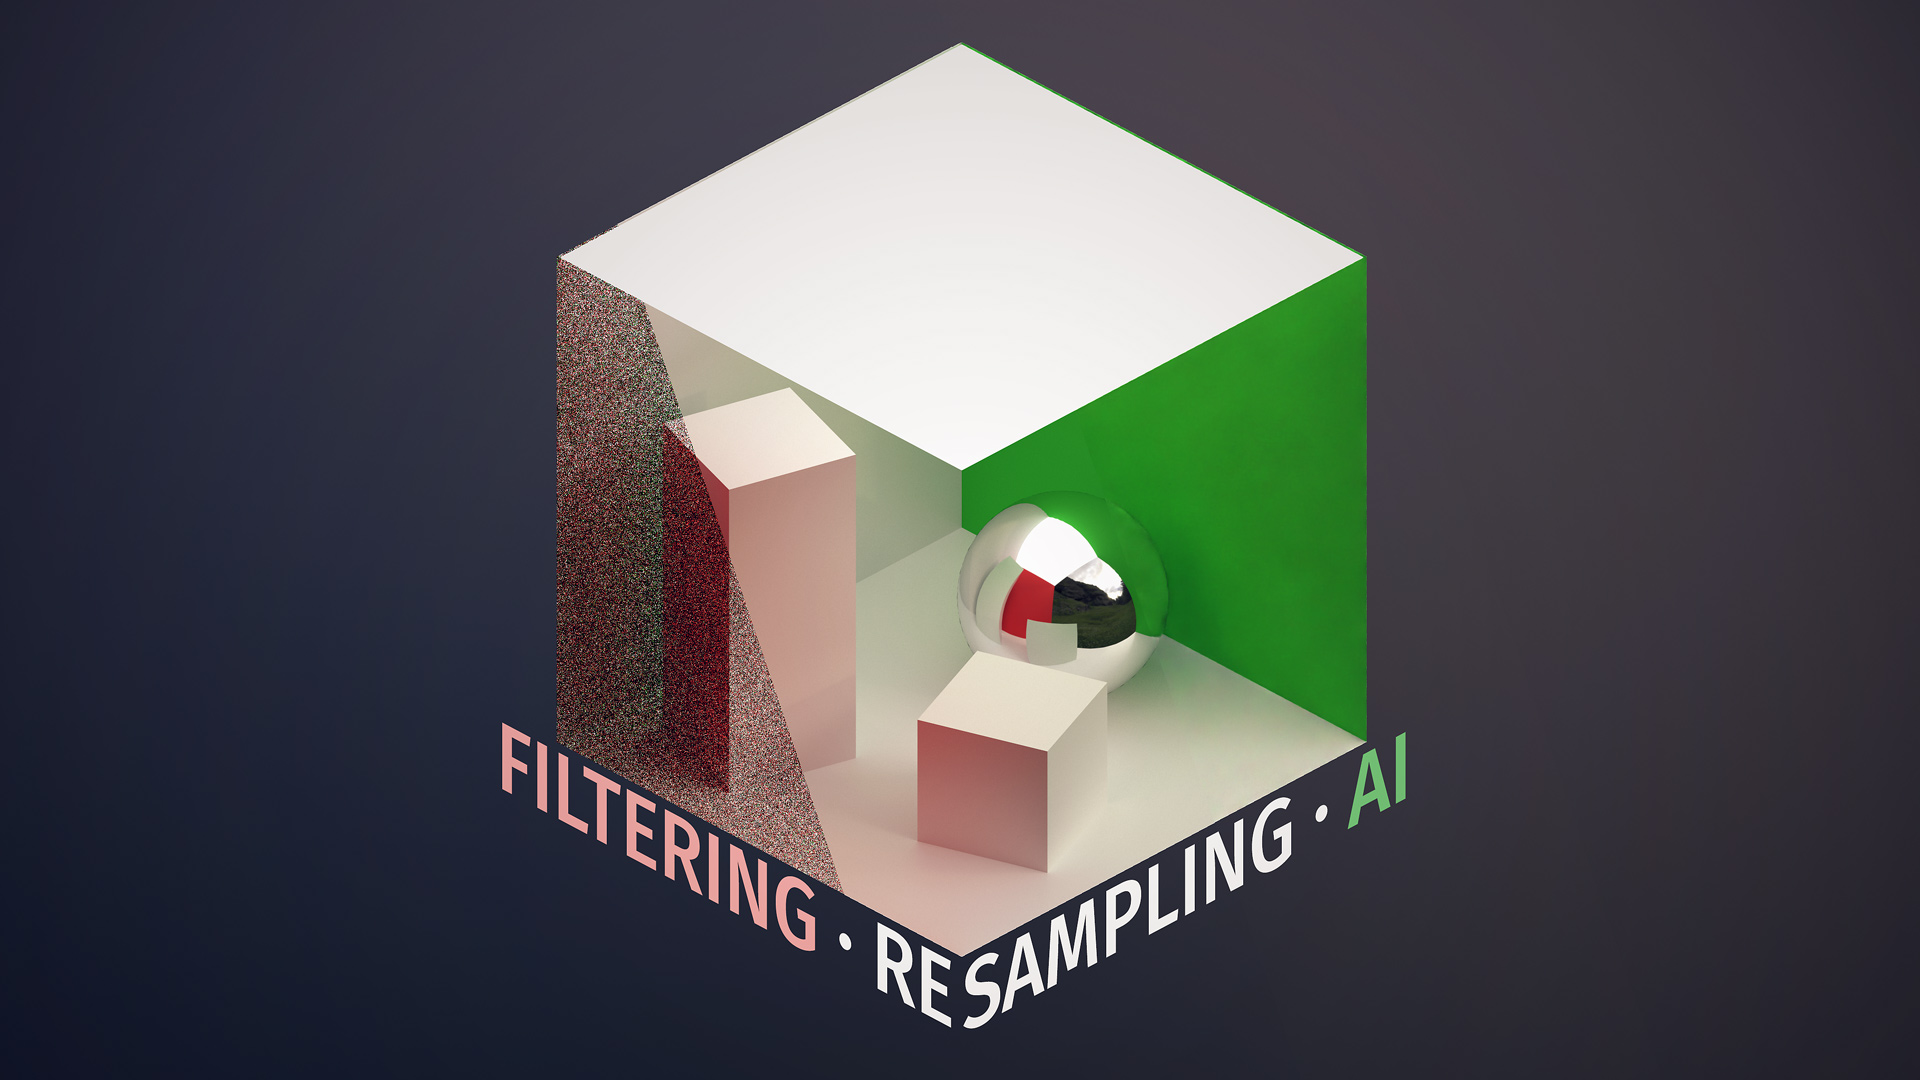 FILTERING • RESAMPLING • AI